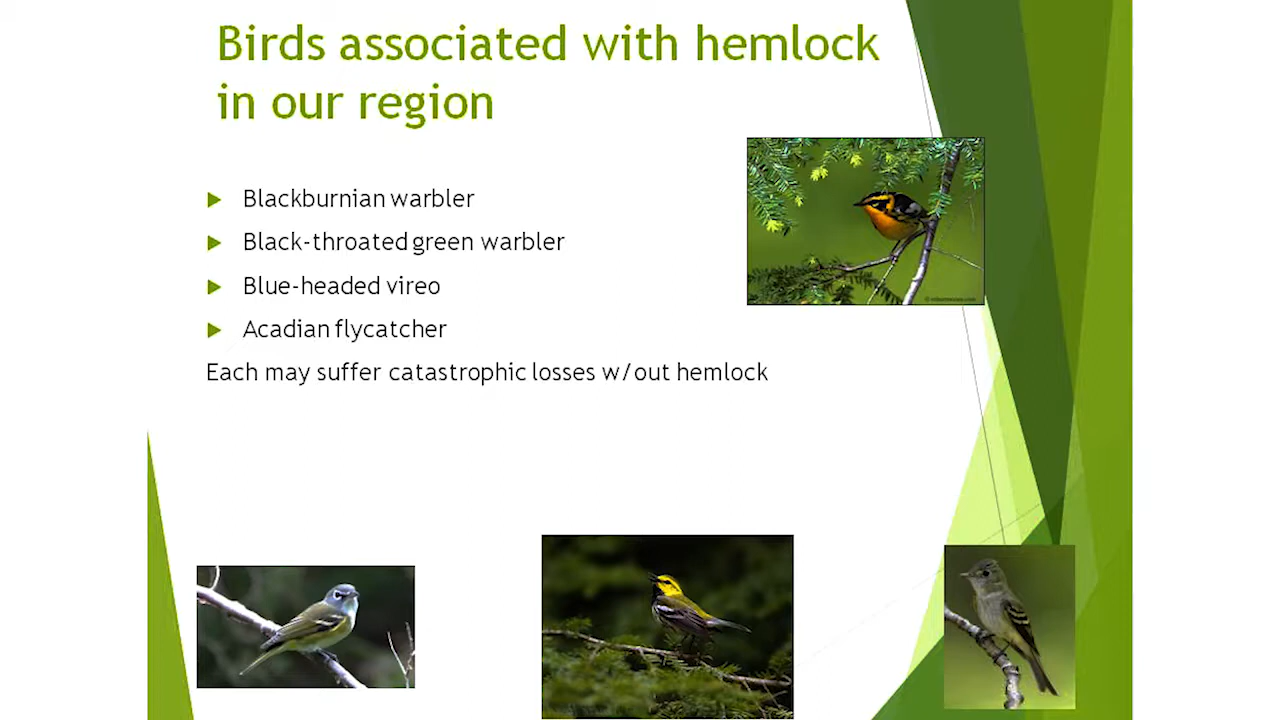 Birds associated with hemlock
in our region
Blackburnian warbler
Black-throated green warbler
Blue-headed vireo
Acadian flycatcher
Each may suffer catastrophic losses w/out hemlock